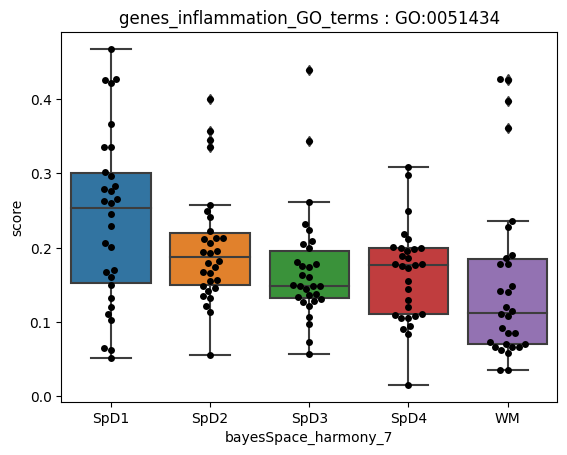 genes_inflammation_GO_terms : GO:0051434
score
0.4
0.3
0.2
0.1
0.0
SpD1 SpD2 SpD3 SpD4 WM
bayesSpace_harmony_7